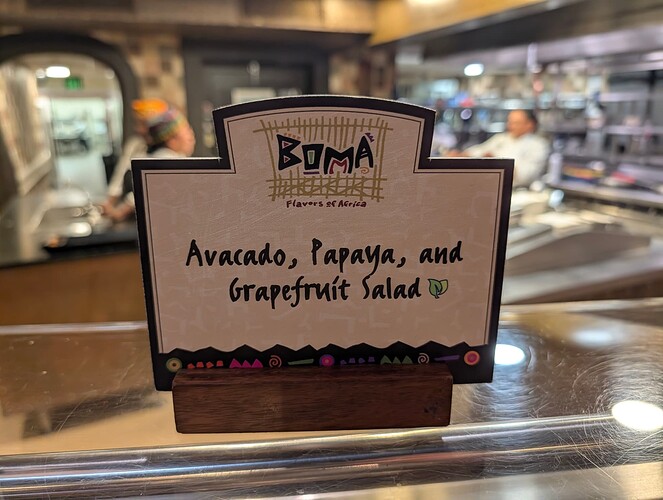 BOMA
Flavors of Africa
Avacado, Papaya, and
Grapefruit Salad